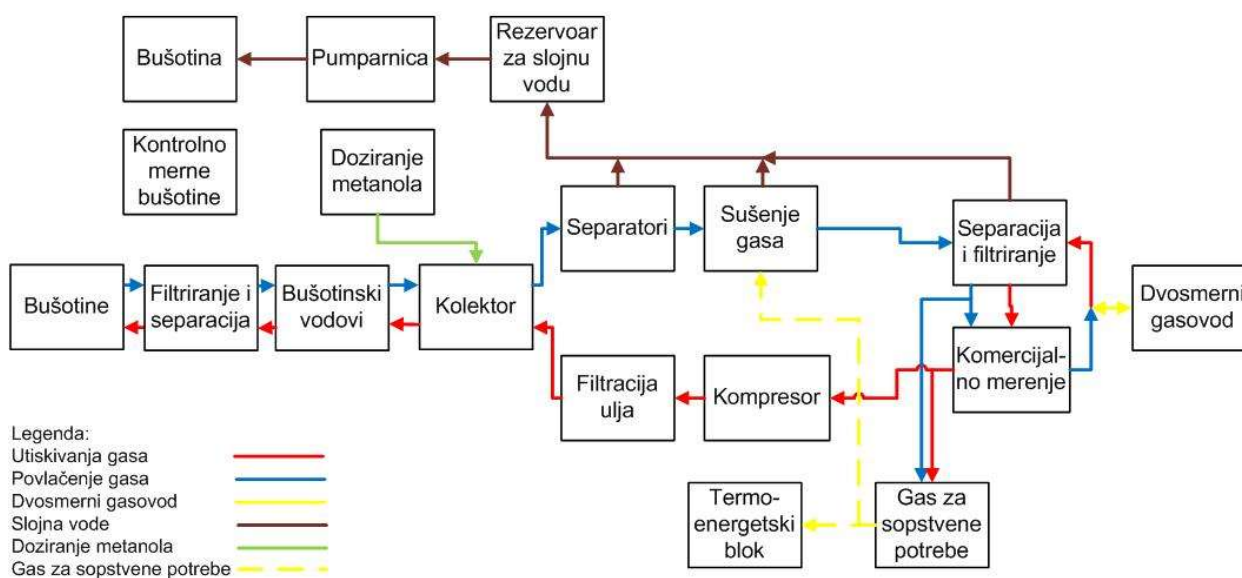 Bušotina
Pumparnica
Rezervoar
za slojnu
vodu
Kontrolno
merne
bušotine
Doziranje
metanola
Separatori
Sušenje
gasa
Separacija
i filtriranje
Bušotine
Filtriranje i
separacija
Bušotinski
vodovi
Kolektor
Dvosmerni
gasovod
Filtracija
ulja
Kompresor
Komercijal-
no merenje
Termo-
energetski
blok
Gas za
sopstvene
potrebe
Legenda:
Utiskivanja gasa
Povlačenje gasa
Dvosmerni gasovod
Slojna vode
Doziranje metanola
Gas za sopstvene potrebe